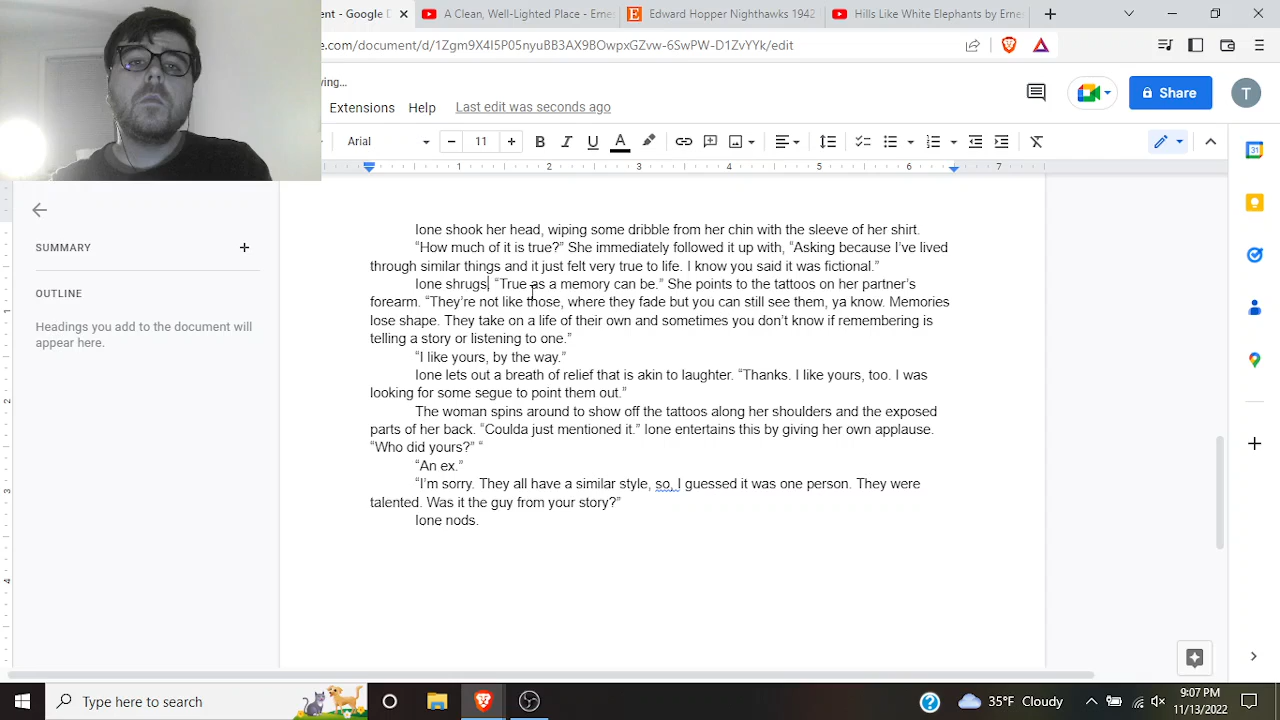 ent - Google D
A Clean, Well-Lighted Place - Erne
Edward Hopper Nighthawks 1942
Hills Like White Elephants by Erne
e.com/document/d/1Zgm9X4I5P05nyuBB3AX9BOwpxGZvw-6SwPW-D1ZvYYk/edit
ving...
Extensions Help Last edit was seconds ago
Share
T
Arial 11 B I U A
1 2 3 4 5 6 7
SUMMARY
OUTLINE
Headings you add to the document will
appear here.
Ione shook her head, wiping some dribble from her chin with the sleeve of her shirt.
“How much of it is true?” She immediately followed it up with, “Asking because I’ve lived
through similar things and it just felt very true to life. I know you said it was fictional.”
Ione shrugs “True as a memory can be.” She points to the tattoos on her partner’s
forearm. “They’re not like those, where they fade but you can still see them, ya know. Memories
lose shape. They take on a life of their own and sometimes you don’t know if remembering is
telling a story or listening to one.”
“I like yours, by the way.”
Ione lets out a breath of relief that is akin to laughter. “Thanks. I like yours, too. I was
looking for some segue to point them out.”
The woman spins around to show off the tattoos along her shoulders and the exposed
parts of her back. “Coulda just mentioned it.” Ione entertains this by giving her own applause.
“Who did yours?” “
“An ex.”
“I’m sorry. They all have a similar style, so, I guessed it was one person. They were
talented. Was it the guy from your story?”
Ione nods.
1
2
3
4
31
Type here to search
35°F Cloudy
9:07 PM
11/13/2022